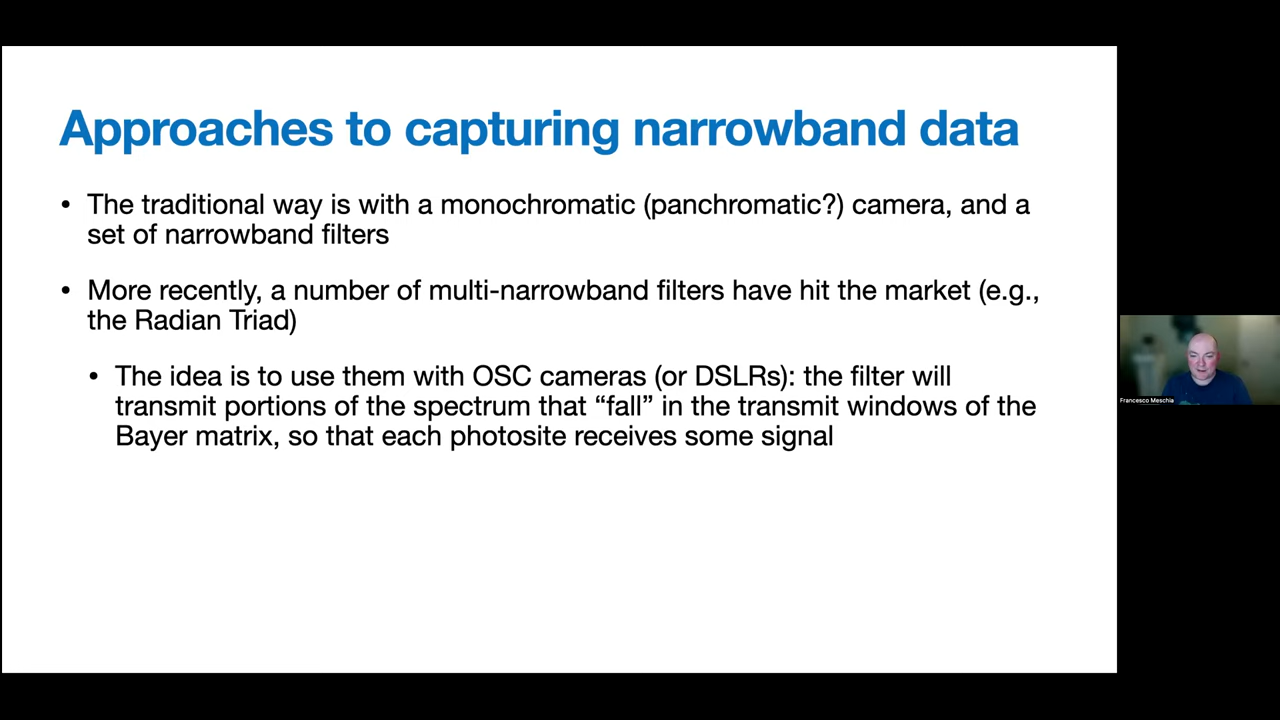 Approaches to capturing narrowband data
• The traditional way is with a monochromatic (panchromatic?) camera, and a
set of narrowband filters
• More recently, a number of multi-narrowband filters have hit the market (e.g.,
the Radian Triad)
• The idea is to use them with OSC cameras (or DSLRs): the filter will
transmit portions of the spectrum that “fall” in the transmit windows of the
Bayer matrix, so that each photosite receives some signal
Francesco Meschia